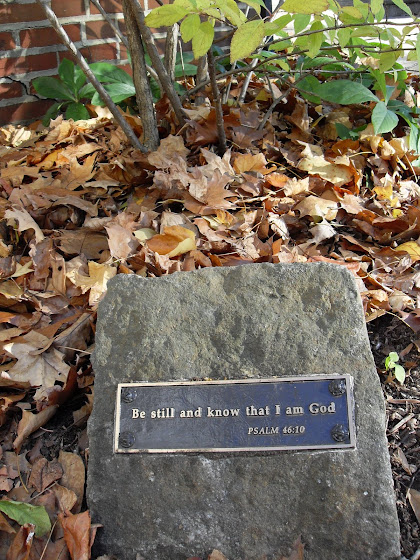 Be still and know that I am God
PSALM 46:10